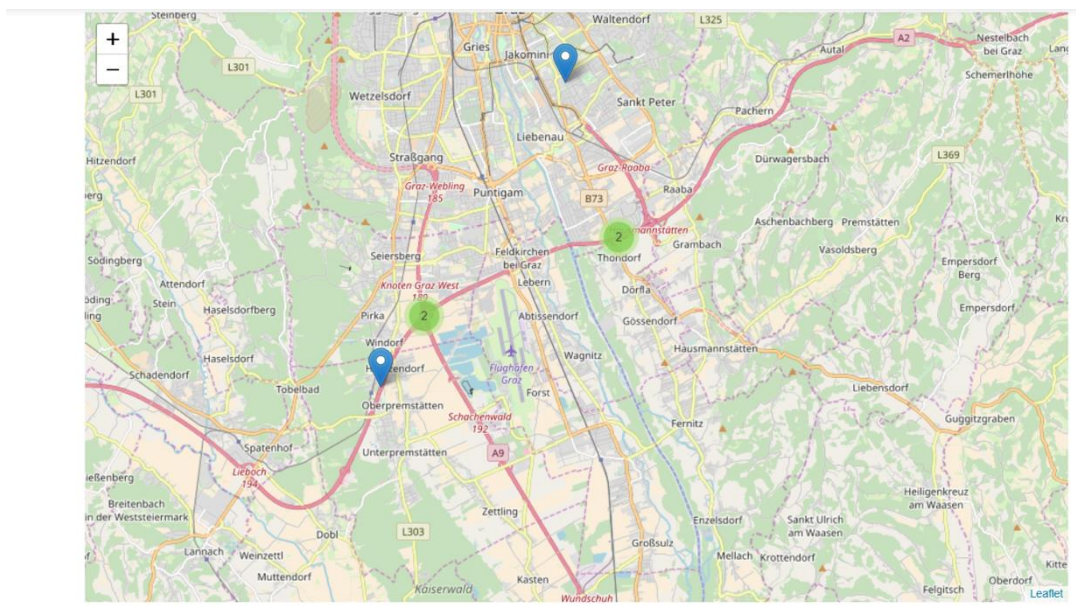 Steinberg
Waltendorf
L325
+
Gries
Jakomini
A2
Nestelbach
bei Graz
Autal
−
L301
Schemerlhöhe
L301
Wetzelsdorf
Sankt Peter
Pachern
Liebenau
Hitzendorf
Straßgang
Dürwagersbach
L369
Graz-Raaba
Graz-Webling
185
Puntigam
B73
Raaba
Aschenbachberg
Premstätten
2
Grambach
Feldkirchen
bei Graz
Seiersberg
Thondorf
Vasoldsberg
Södingberg
Empersdorf
Berg
Attendorf
Knoten Graz West
Lebern
Dörfla
Stein
Haselsdorfberg
2
Pirka
Abtissendorf
Gössendorf
Empersdorf
Windorf
Haselsdorf
Wagnitz
Hausmannstätten
Schadendorf
Flughafen
Graz
Tobelbad
Forst
Liebensdorf
Oberpremstätten
Schachenwald
192
Fernitz
Guggitzgraben
Spatenhof
Unterpremstätten
A9
Lieboch
194
Heiligenkreuz
am Waasen
Breitenbach
in der Weststeiermark
Zettling
Enzelsdorf
Sankt Ulrich
am Waasen
Dobl
L303
Großsulz
Lannach
Weinzettl
Mellach
Krottendorf
Muttendorf
Kasten
Kaiserwald
Oberdorf
Felgitsch
Wundschuh
Leaflet